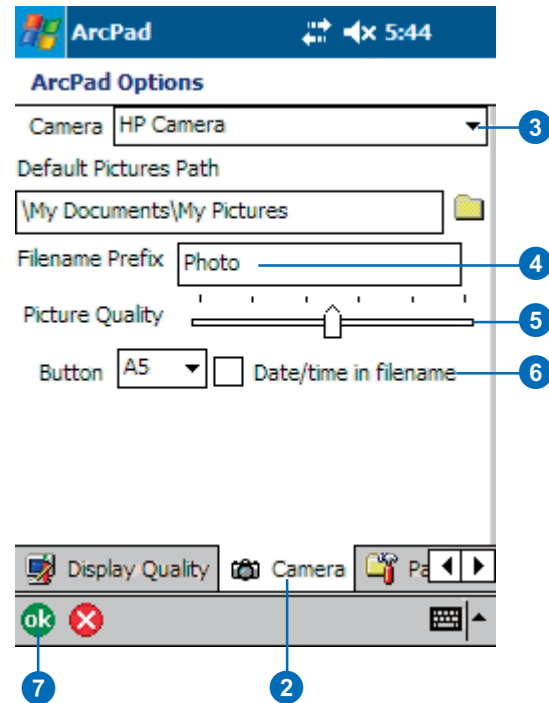 ArcPad 5:44
ArcPad Options
Camera HP Camera
3
Default Pictures Path
\My Documents\My Pictures
Filename Prefix Photo
4
Picture Quality
5
Button A5 Date/time in filename
6
Display Quality Camera Pa
ok
7 2